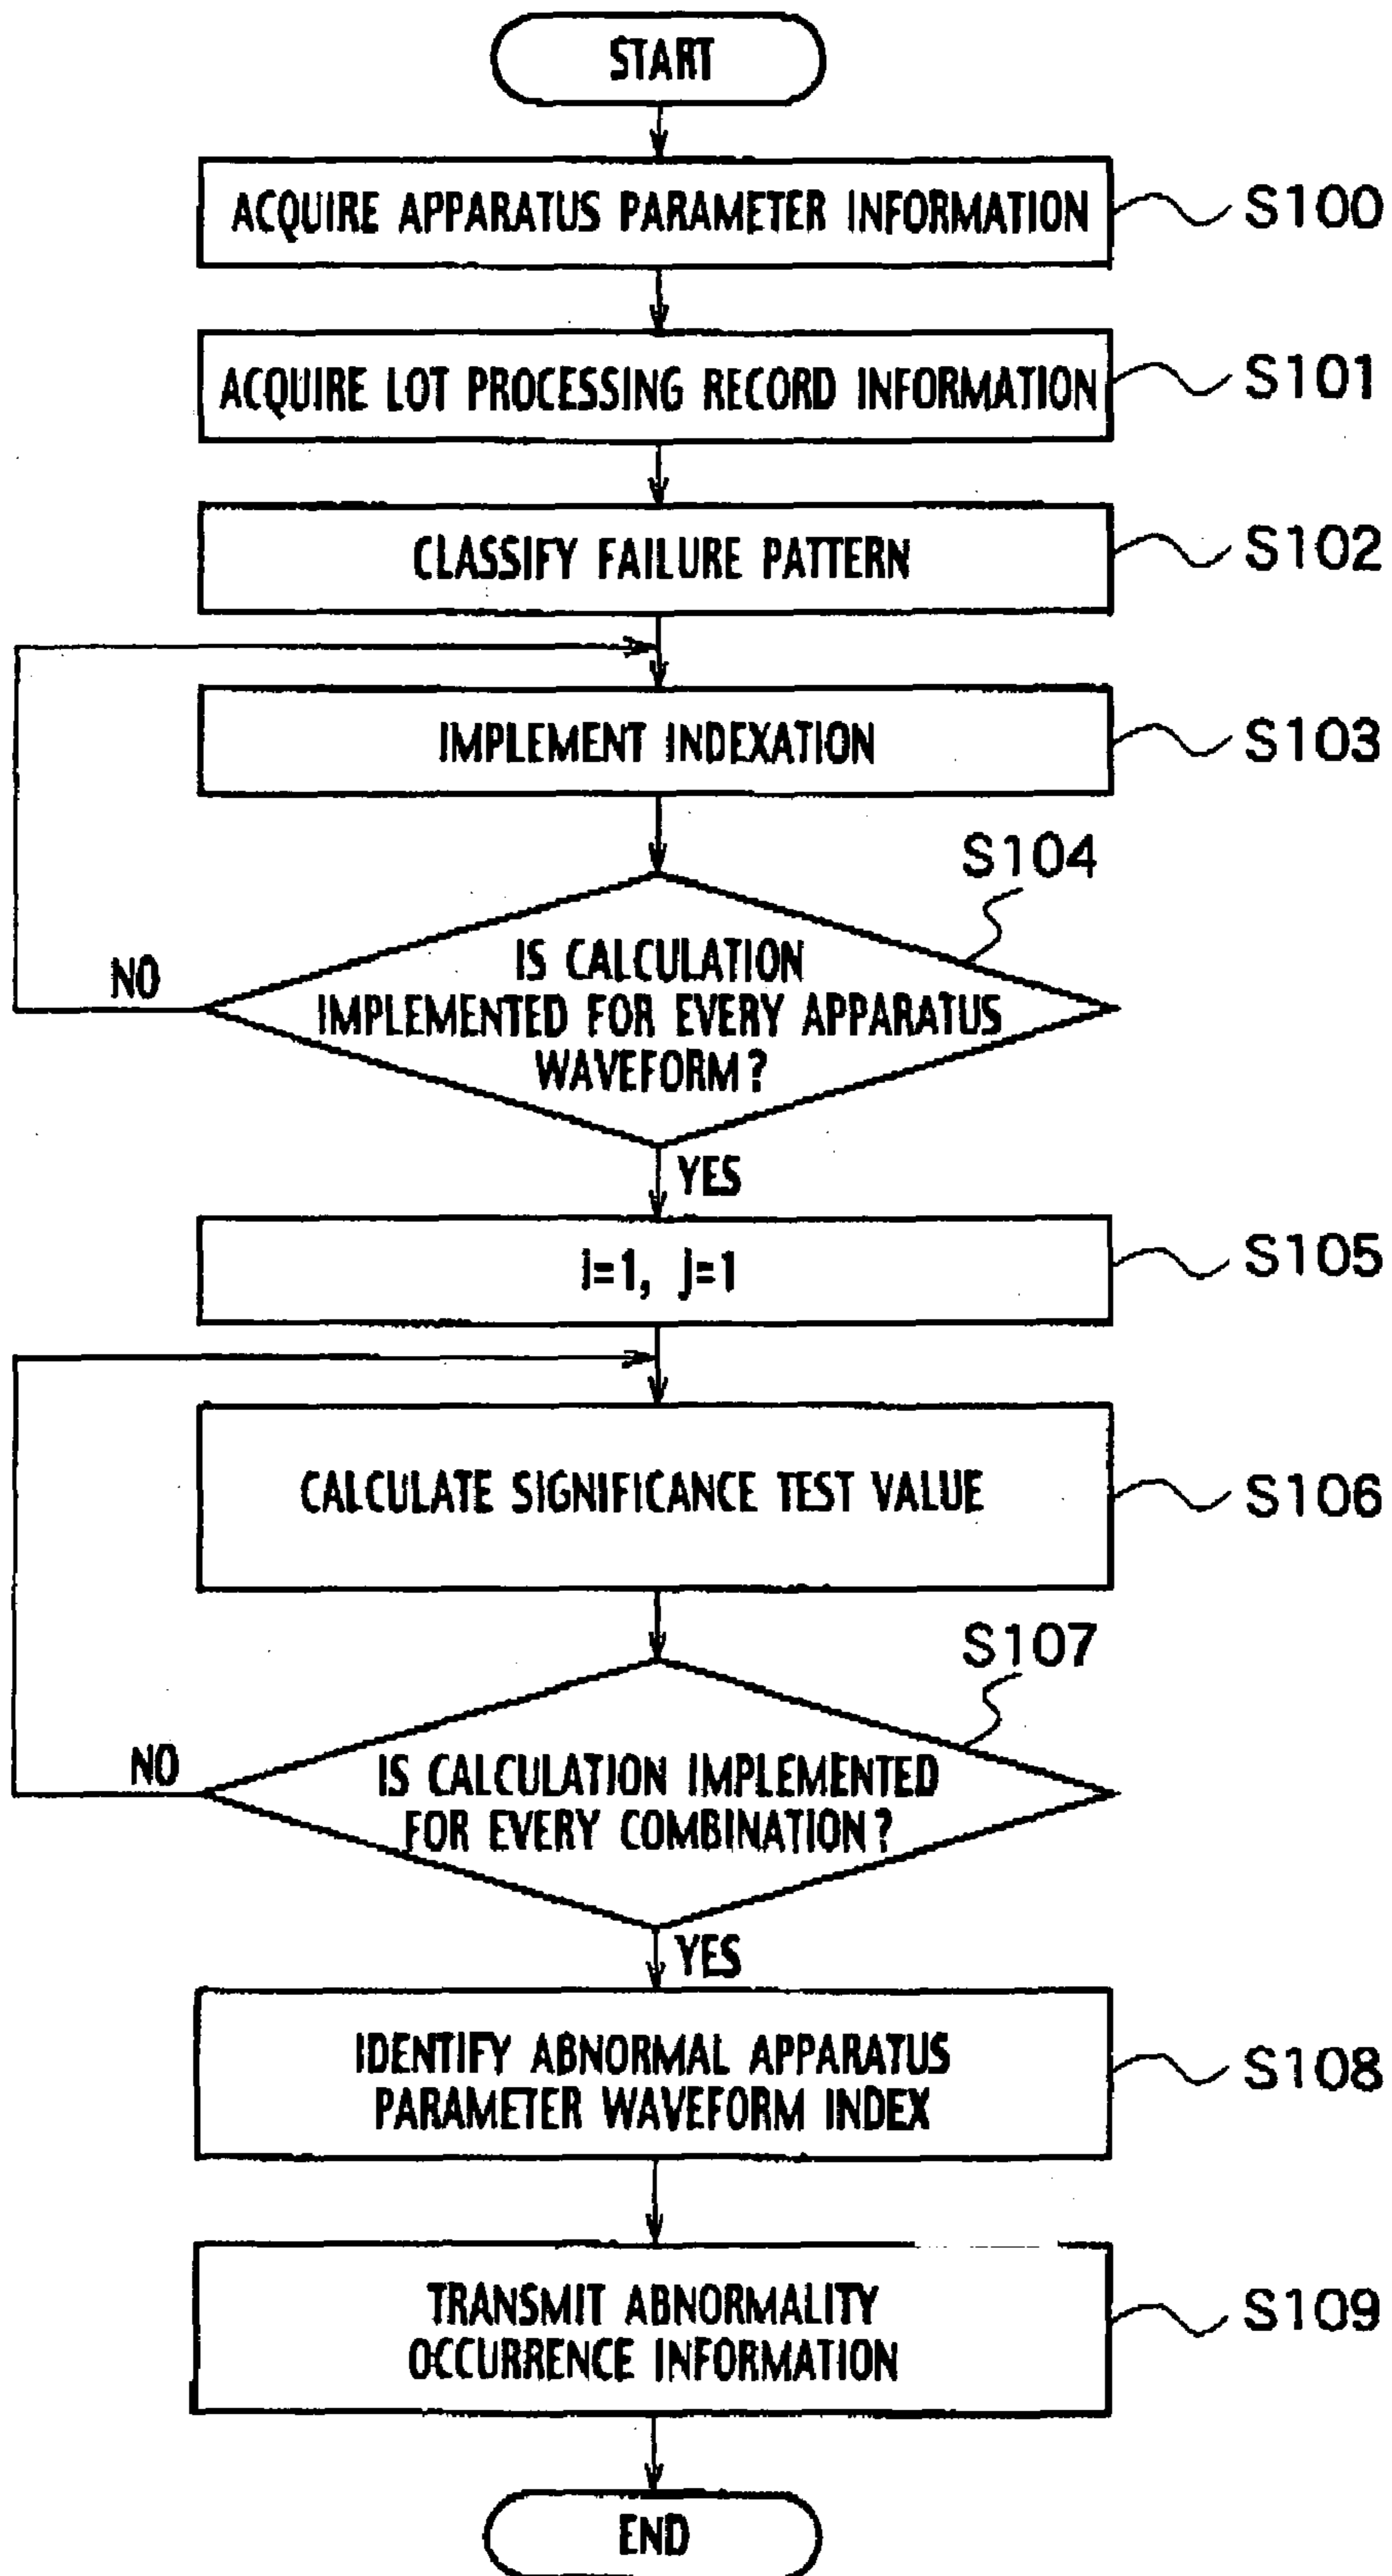 START
ACQUIRE APPARATUS PARAMETER INFORMATION
S100
ACQUIRE LOT PROCESSING RECORD INFORMATION
S101
CLASSIFY FAILURE PATTERN
S102
IMPLEMENT INDEXATION
S103
S104
IS CALCULATION
IMPLEMENTED FOR EVERY APPARATUS
WAVEFORM?
NO
YES
i=1, j=1
S105
CALCULATE SIGNIFICANCE TEST VALUE
S106
S107
IS CALCULATION IMPLEMENTED
FOR EVERY COMBINATION?
NO
YES
IDENTIFY ABNORMAL APPARATUS
PARAMETER WAVEFORM INDEX
S108
TRANSMIT ABNORMALITY
OCCURRENCE INFORMATION
S109
END